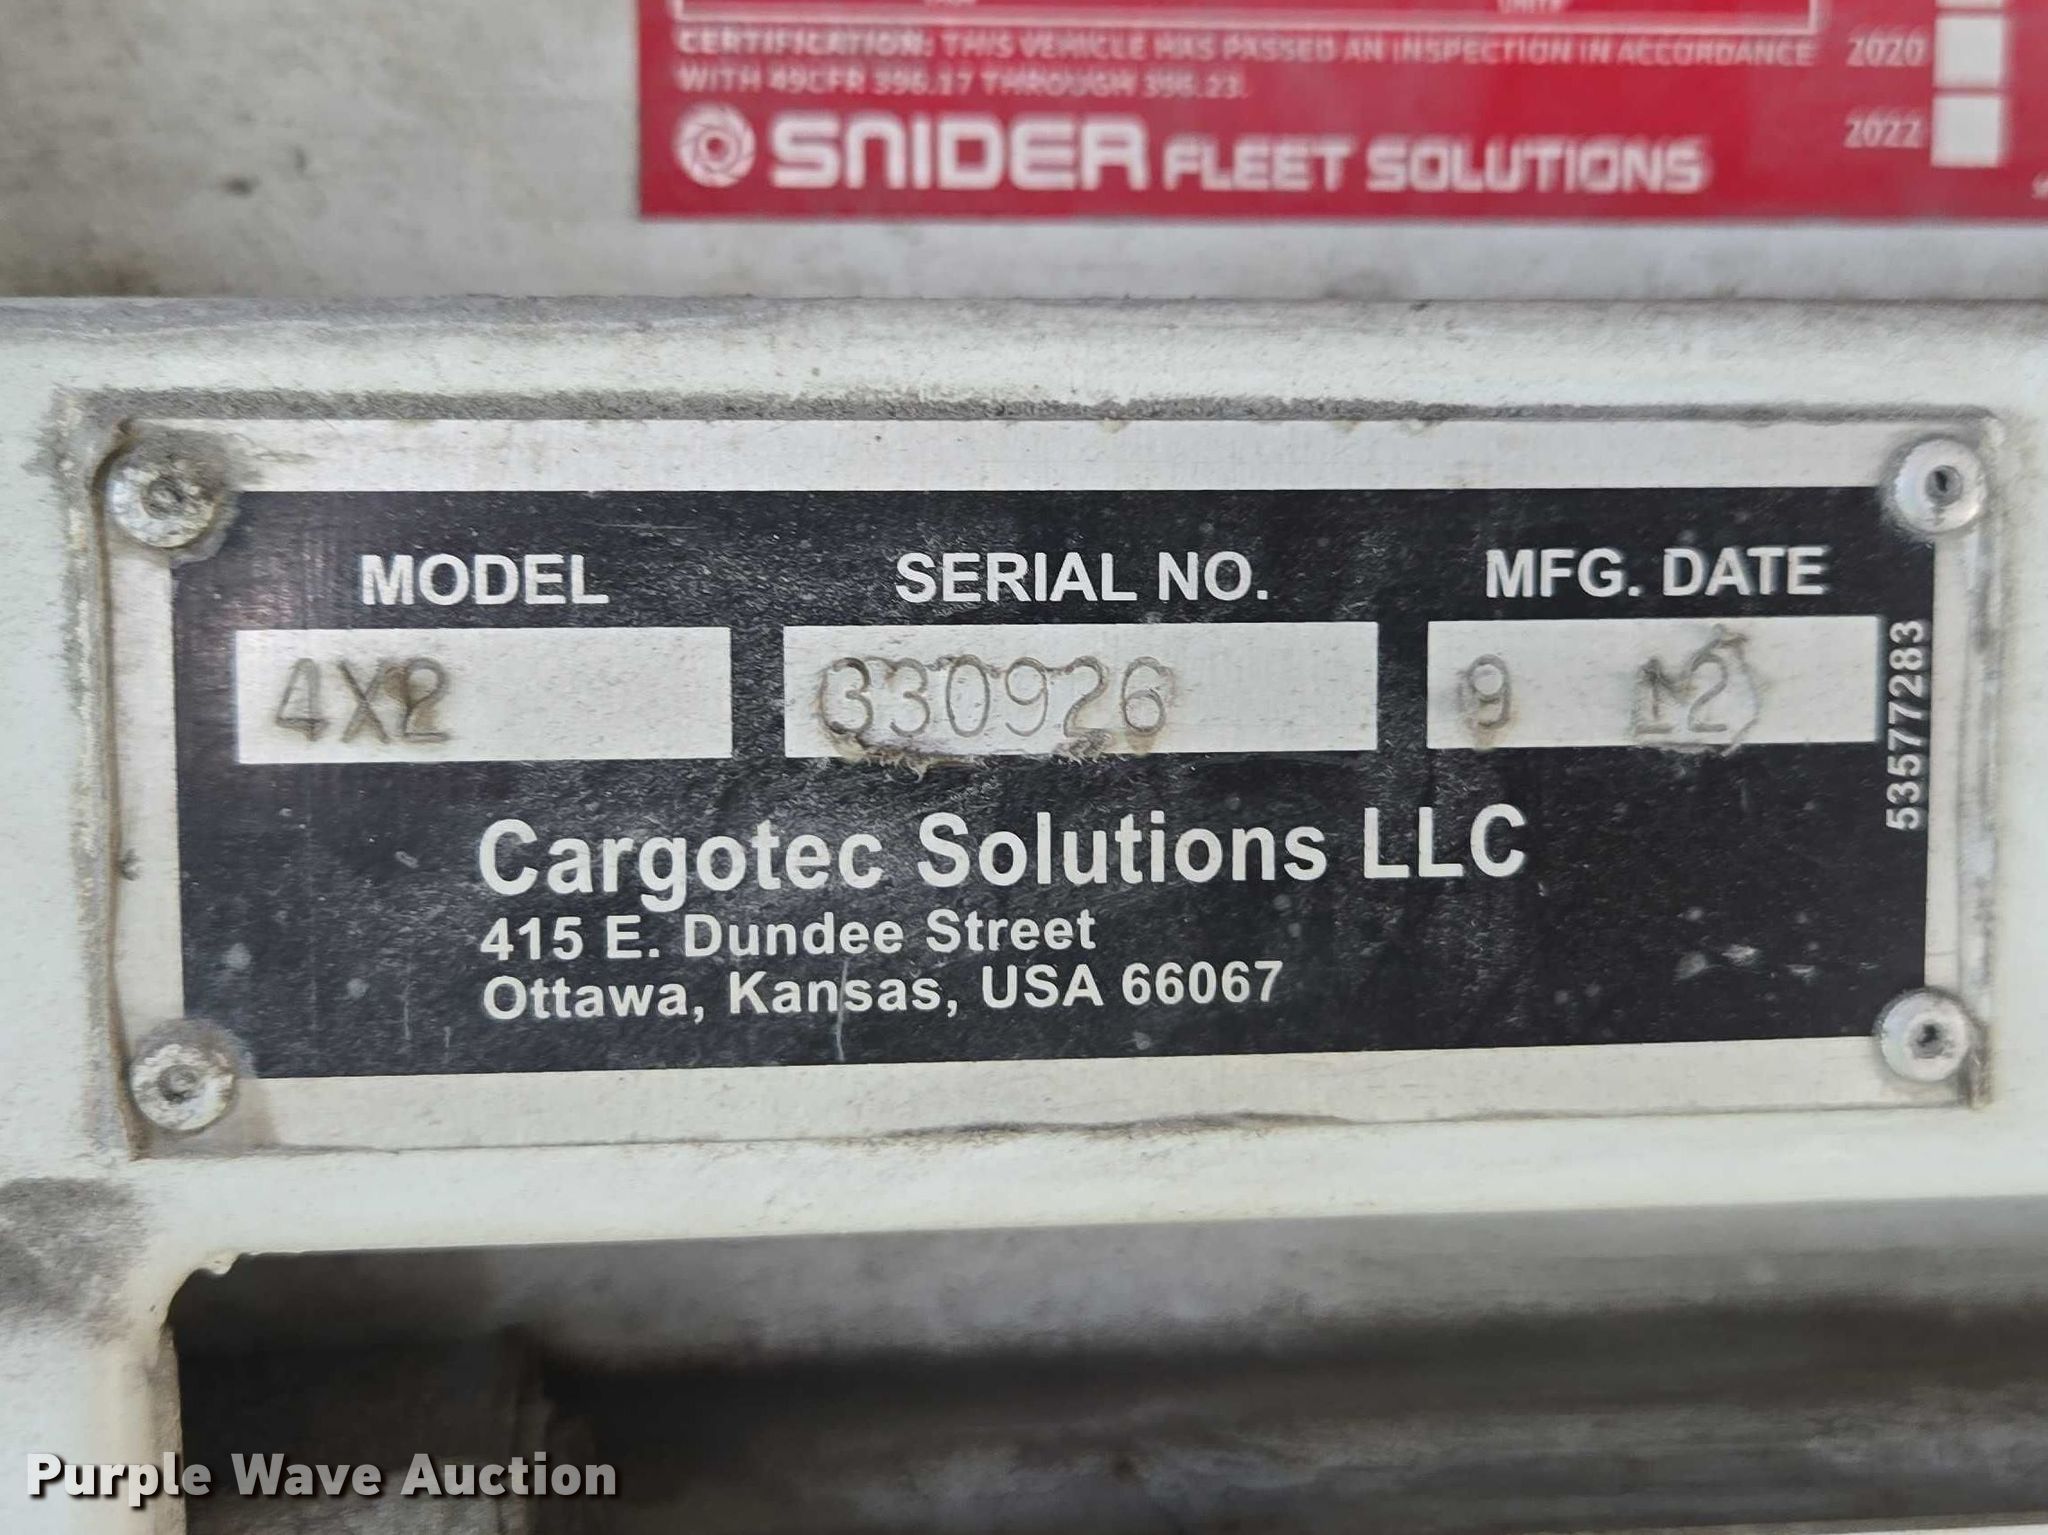 CERTIFICATION: THIS VEHICLE HAS PASSED AN INSPECTION IN ACCORDANCE
WITH 49CFR 396.17 THROUGH 396.23.
2020
2022
SNIDER FLEET SOLUTIONS
MODEL SERIAL NO. MFG. DATE
4X2 330926 9 12
53577283
Cargotec Solutions LLC
415 E. Dundee Street
Ottawa, Kansas, USA 66067
Purple Wave Auction